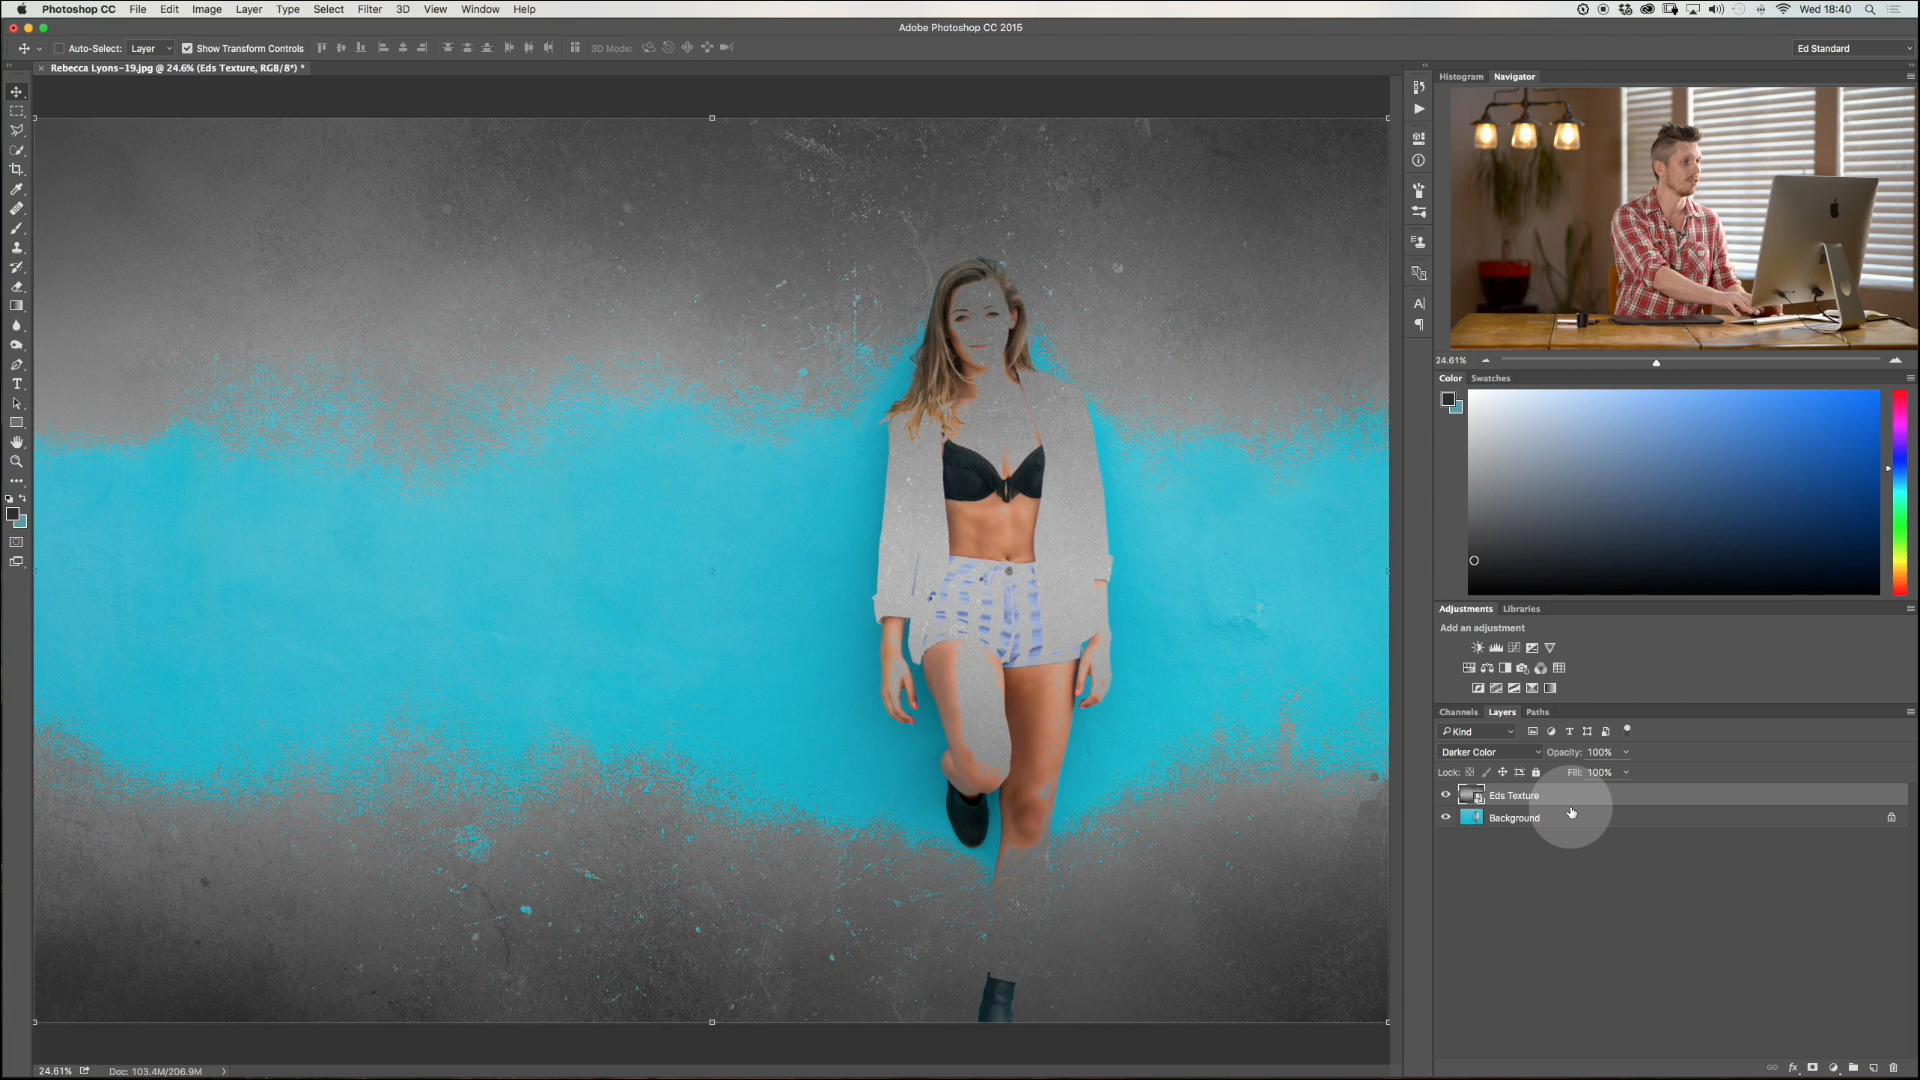 Photoshop CC File Edit Image Layer Type Select Filter 3D View Window Help Wed 18:40
Adobe Photoshop CC 2015
Auto-Select: Layer Show Transform Controls 3D Mode: Ed Standard
× Rebecca Lyons-19.jpg @ 24.6% (Eds Texture, RGB/8*) *
Histogram Navigator
24.61%
Color Swatches
Adjustments Libraries
Add an adjustment
Channels Layers Paths
Kind
Darker Color Opacity: 100%
Lock: Fill: 100%
Eds Texture
Background
24.61% Doc: 103.4M/206.9M